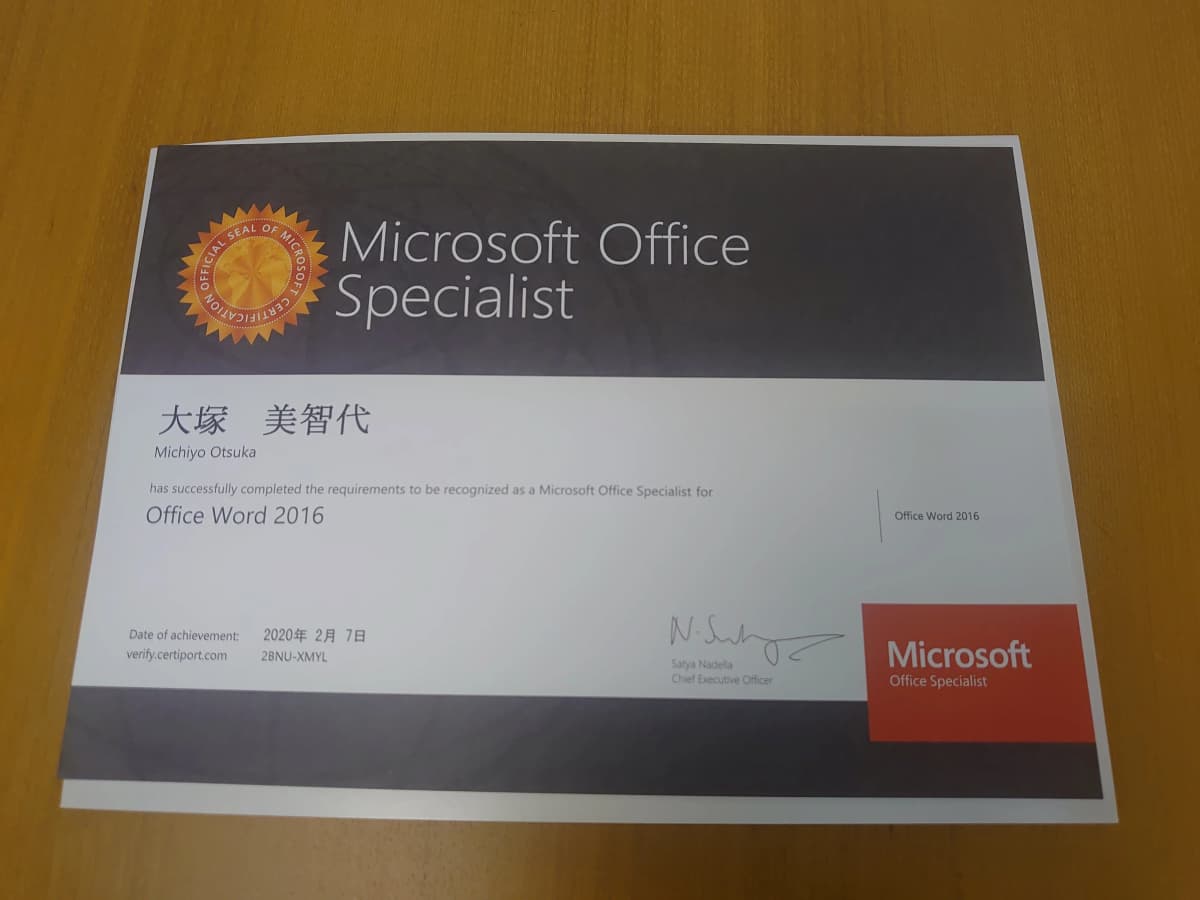 OFFICIAL SEAL OF MICROSOFT CERTIFICATION
Microsoft Office
Specialist
大塚　美智代
Michiyo Otsuka
has successfully completed the requirements to be recognized as a Microsoft Office Specialist for
Office Word 2016
Office Word 2016
Date of achievement: 2020年 2月 7日
verify.certiport.com 2BNU-XMYL
N. Satya
Satya Nadella
Chief Executive Officer
Microsoft
Office Specialist